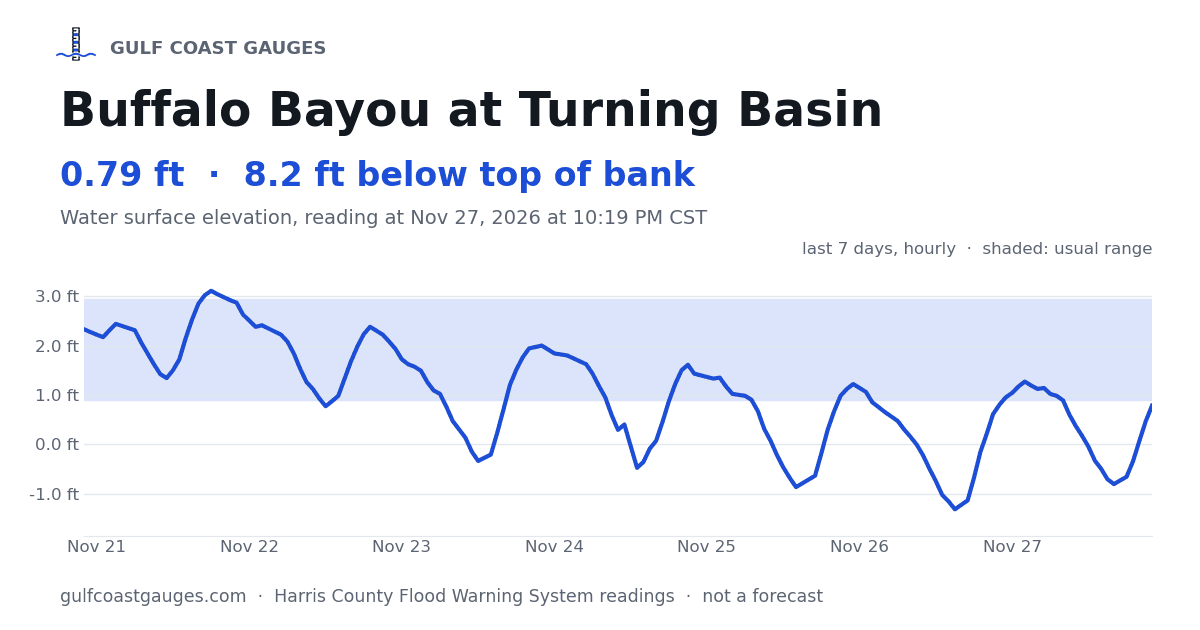 GULF COAST GAUGES
Buffalo Bayou at Turning Basin
0.79 ft · 8.2 ft below top of bank
Water surface elevation, reading at Nov 27, 2026 at 10:19 PM CST
last 7 days, hourly · shaded: usual range
3.0 ft
2.0 ft
1.0 ft
0.0 ft
-1.0 ft
Nov 21 Nov 22 Nov 23 Nov 24 Nov 25 Nov 26 Nov 27
gulfcoastgauges.com · Harris County Flood Warning System readings · not a forecast